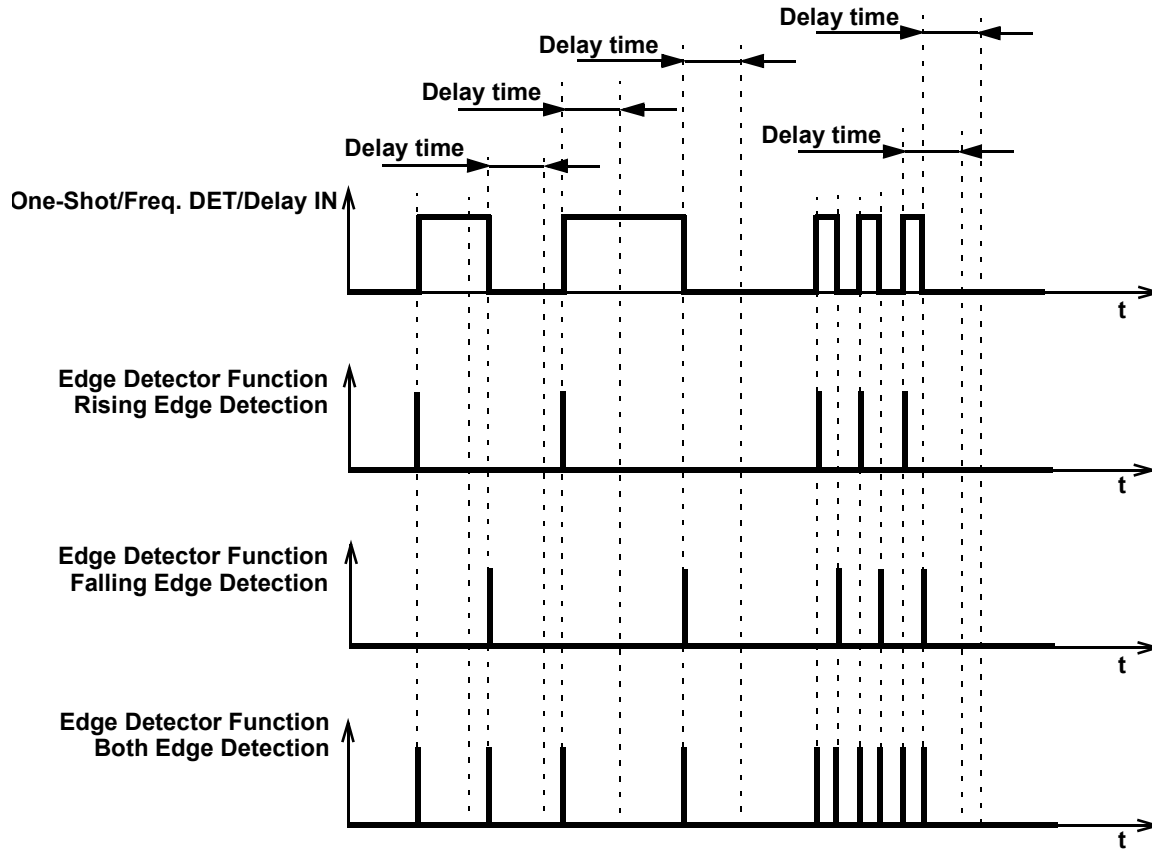 Delay time
Delay time
Delay time
Delay time
Delay time
One-Shot/Freq. DET/Delay IN
t
Edge Detector Function
Rising Edge Detection
t
Edge Detector Function
Falling Edge Detection
t
Edge Detector Function
Both Edge Detection
t